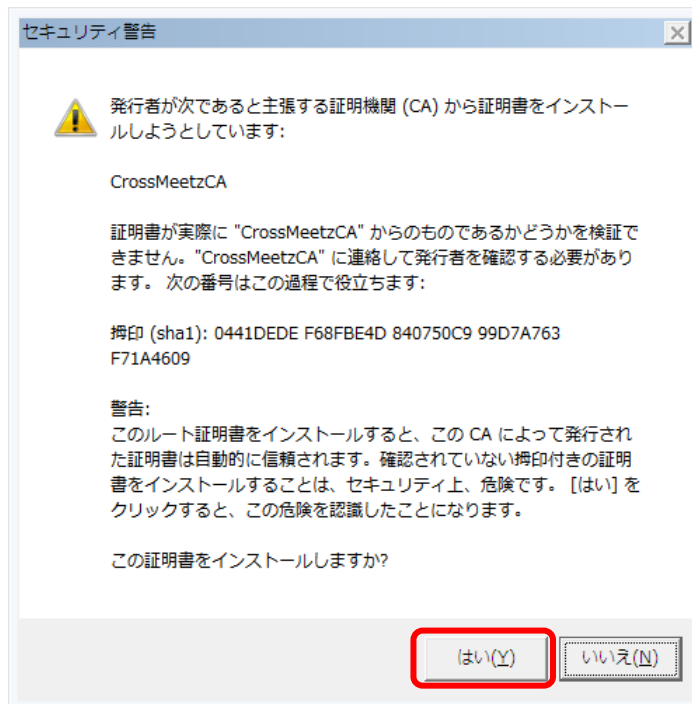 セキュリティ警告
発行者が次であると主張する証明機関 (CA) から証明書をインストー
ルしようとしています:
CrossMeetzCA
証明書が実際に "CrossMeetzCA" からのものであるかどうかを検証で
きません。"CrossMeetzCA" に連絡して発行者を確認する必要があり
ます。 次の番号はこの過程で役立ちます:
拇印 (sha1): 0441DEDE F68FBE4D 840750C9 99D7A763
F71A4609
警告:
このルート証明書をインストールすると、この CA によって発行され
た証明書は自動的に信頼されます。確認されていない拇印付きの証明
書をインストールすることは、セキュリティ上、危険です。 [はい] を
クリックすると、この危険を認識したことになります。
この証明書をインストールしますか?
はい(Y)
いいえ(N)